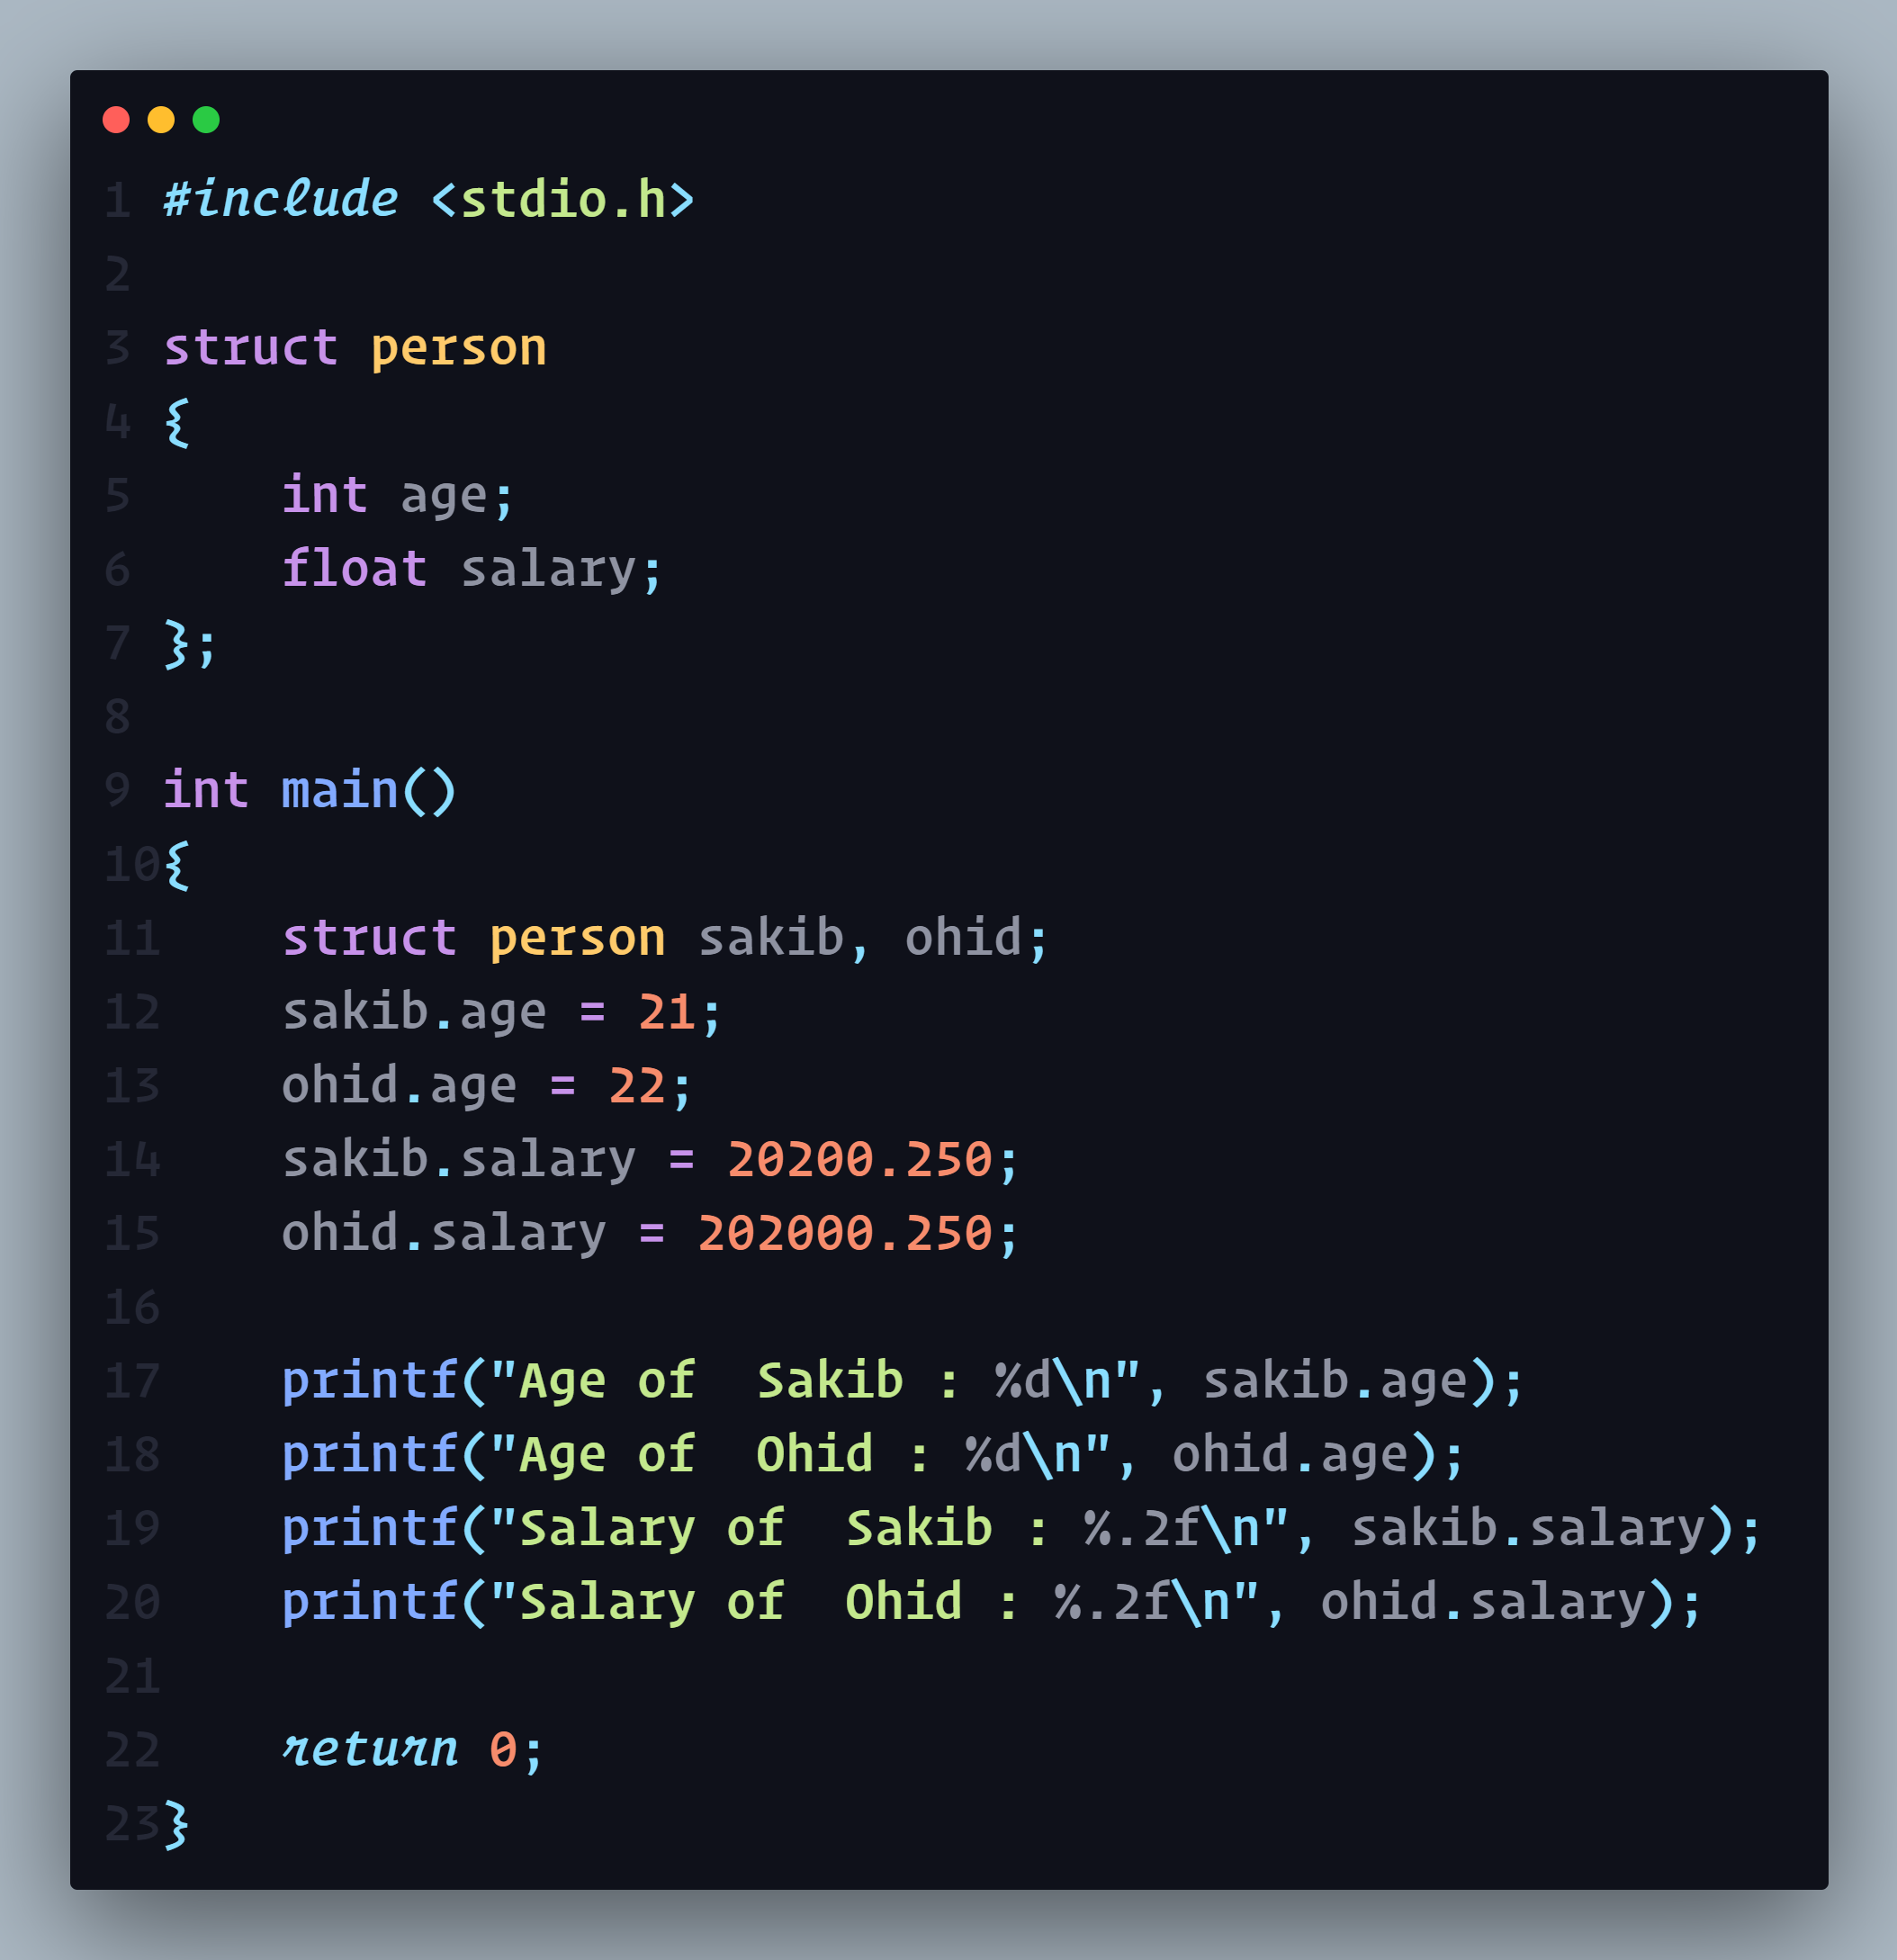 1 #include <stdio.h>
2
3 struct person
4 {
5     int age;
6     float salary;
7 };
8
9 int main()
10{
11    struct person sakib, ohid;
12    sakib.age = 21;
13    ohid.age = 22;
14    sakib.salary = 20200.250;
15    ohid.salary = 202000.250;
16
17    printf("Age of  Sakib : %d\n", sakib.age);
18    printf("Age of  Ohid : %d\n", ohid.age);
19    printf("Salary of  Sakib : %.2f\n", sakib.salary);
20    printf("Salary of  Ohid : %.2f\n", ohid.salary);
21
22    return 0;
23}